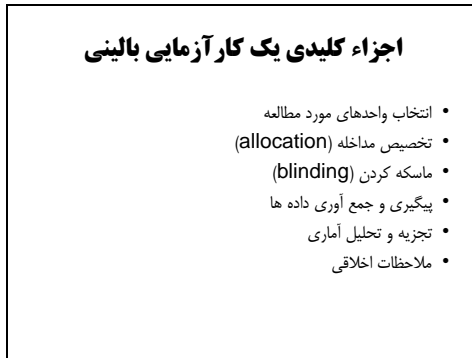 اجزاء کلیدی یک کارآزمایی بالینی
• انتخاب واحدهای مورد مطالعه
• تخصیص مداخله (allocation)
• ماسکه کردن (blinding)
• پیگیری و جمع آوری داده ها
• تجزیه و تحلیل آماری
• ملاحظات اخلاقی